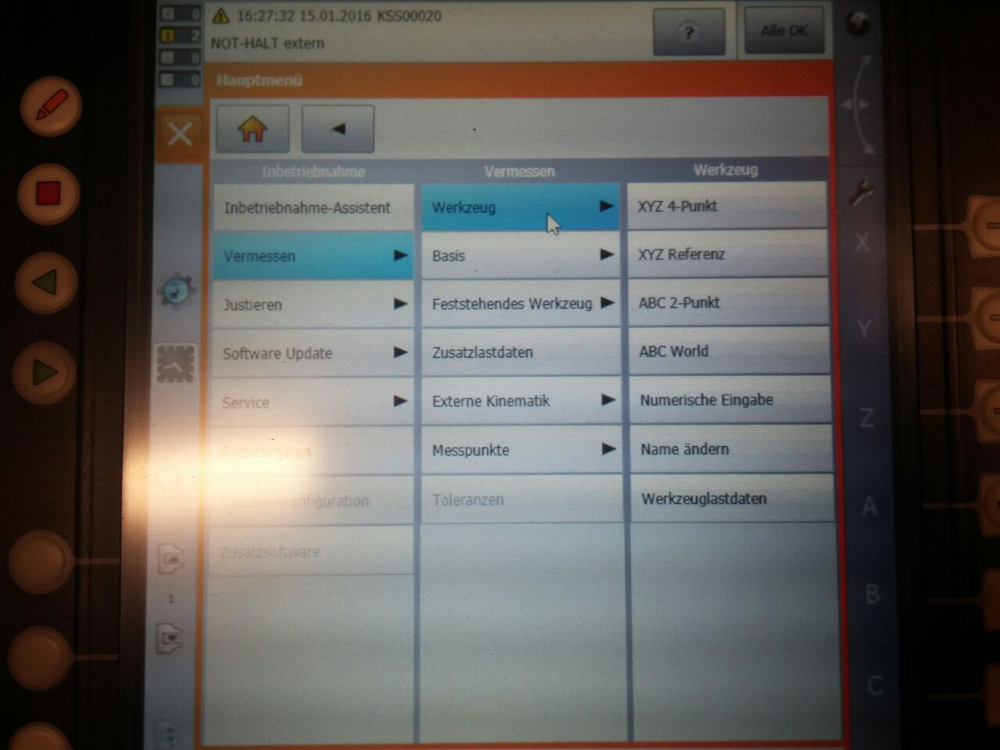 0
2
0
0
16:27:32 15.01.2016 KSS00020
NOT-HALT extern
?
Alle OK
Hauptmenü
Inbetriebnahme
Vermessen
Werkzeug
Inbetriebnahme-Assistent
Werkzeug
XYZ 4-Punkt
Vermessen
Basis
XYZ Referenz
Justieren
Feststehendes Werkzeug
ABC 2-Punkt
Software Update
Zusatzlastdaten
ABC World
Service
Externe Kinematik
Numerische Eingabe
Roboterdaten
Messpunkte
Name ändern
Netzwerkkonfiguration
Toleranzen
Werkzeuglastdaten
Zusatzsoftware
1
X
Y
Z
A
B
C